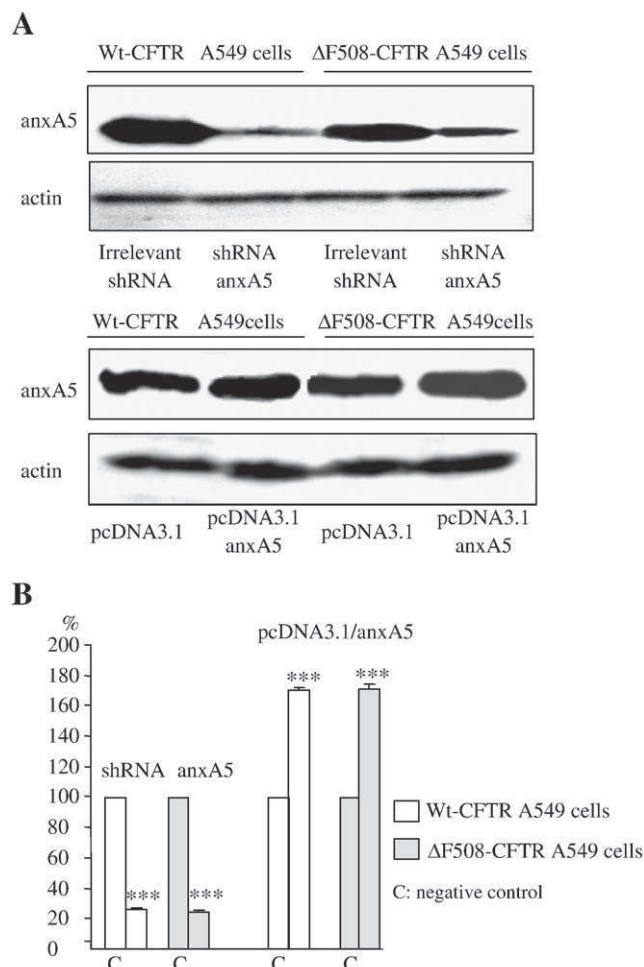 A
Wt-CFTR A549 cells ΔF508-CFTR A549 cells
anxA5
actin
Irrelevant shRNA Irrelevant shRNA
shRNA anxA5 shRNA anxA5
Wt-CFTR A549cells ΔF508-CFTR A549cells
anxA5
actin
pcDNA3.1 pcDNA3.1 pcDNA3.1 pcDNA3.1
anxA5 anxA5
B
%
pcDNA3.1/anxA5
200
180
*** ***
160
140
120
shRNA anxA5
100
80
60
40
*** ***
20
0
C C C C
Wt-CFTR A549 cells
ΔF508-CFTR A549 cells
C: negative control